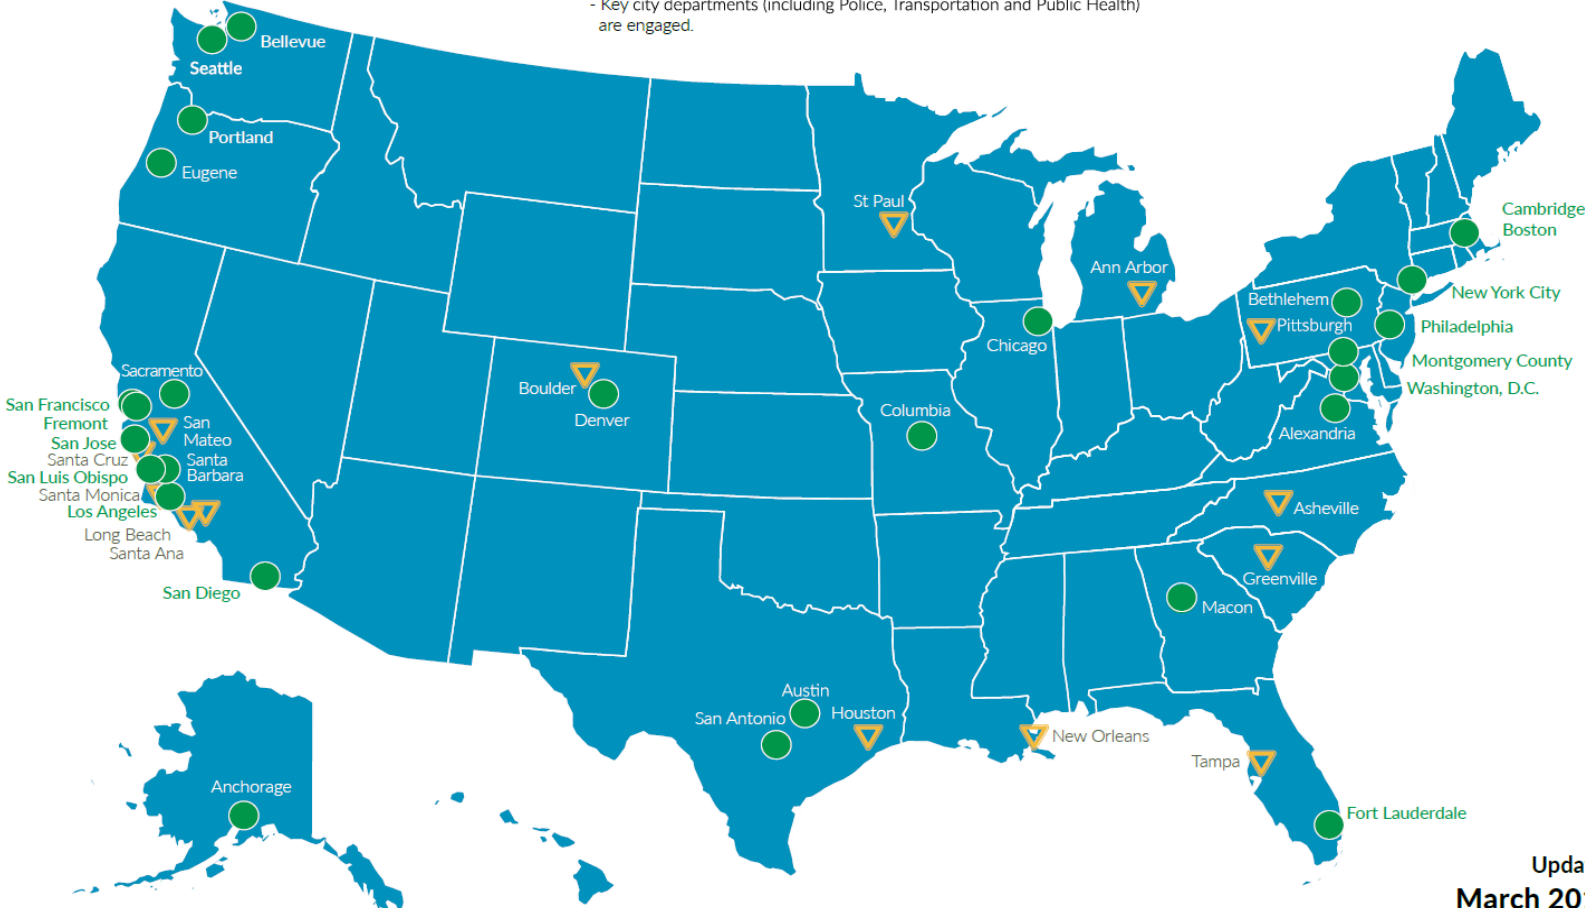 - Key city departments (including Police, Transportation and Public Health)
are engaged.
Bellevue
Seattle
Portland
Eugene
St Paul
Ann Arbor
Cambridge
Boston
New York City
Bethlehem
Pittsburgh
Philadelphia
Montgomery County
Washington, D.C.
Alexandria
Chicago
Boulder
Denver
Columbia
Sacramento
San Francisco
Fremont
San
Mateo
San Jose
Santa Cruz
Santa
Barbara
San Luis Obispo
Santa Monica
Los Angeles
Long Beach
Santa Ana
San Diego
Asheville
Greenville
Macon
Austin
San Antonio
Houston
New Orleans
Tampa
Fort Lauderdale
Anchorage
March